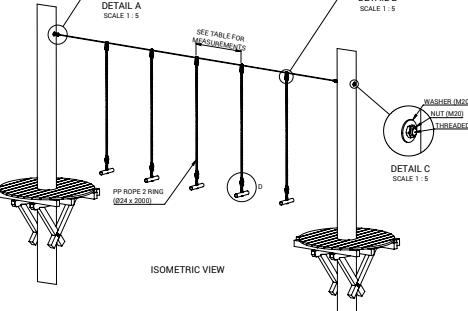 DETAIL A
SCALE 1 : 5
SCALE 1 : 5
SEE TABLE FOR
MEASUREMENTS
WASHER (M20)
NUT (M20)
THREADED
DETAIL C
SCALE 1 : 5
PP ROPE 2 RING
(Ø24 x 2000)
D
ISOMETRIC VIEW